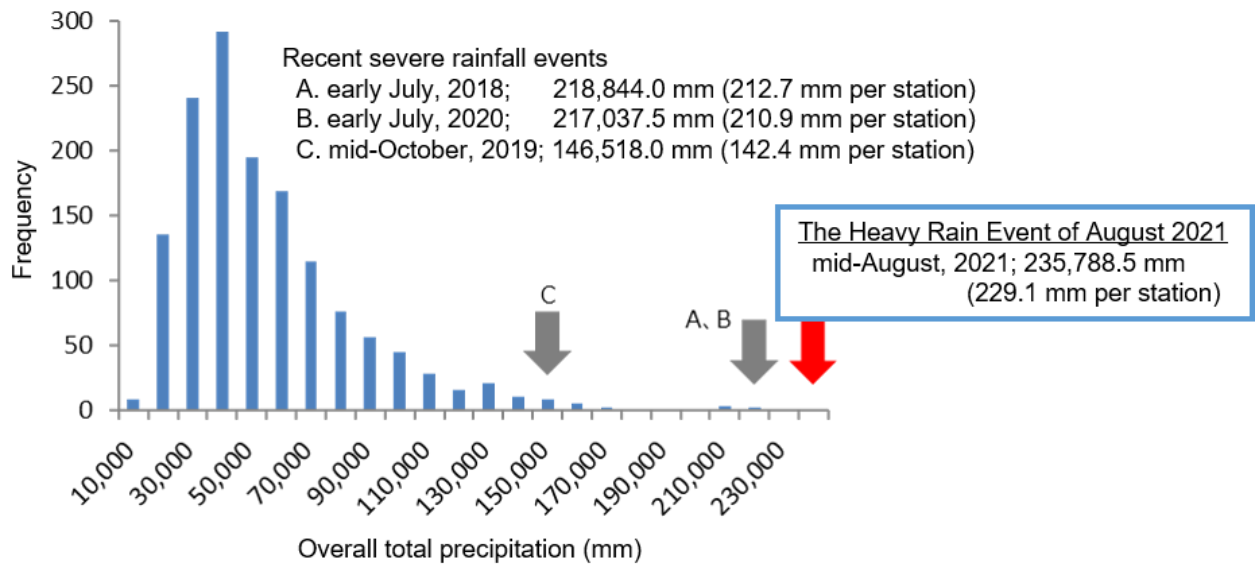 300
250
200
150
100
50
0
Frequency
Recent severe rainfall events
A. early July, 2018; 218,844.0 mm (212.7 mm per station)
B. early July, 2020; 217,037.5 mm (210.9 mm per station)
C. mid-October, 2019; 146,518.0 mm (142.4 mm per station)
The Heavy Rain Event of August 2021
mid-August, 2021; 235,788.5 mm
(229.1 mm per station)
C
A、B
10,000
30,000
50,000
70,000
90,000
110,000
130,000
150,000
170,000
190,000
210,000
230,000
Overall total precipitation (mm)